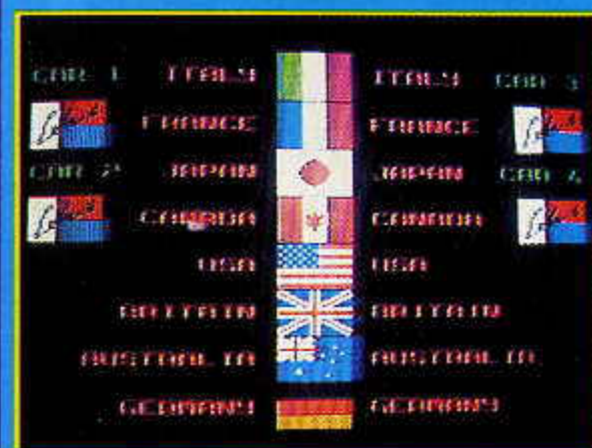 CAR 1 ITALY ITALY CAR 3
FRANCE FRANCE
CAR 2 JAPAN JAPAN CAR 4
CANADA CANADA
USA USA
BRITAIN BRITAIN
AUSTRALIA AUSTRALIA
GERMANY GERMANY